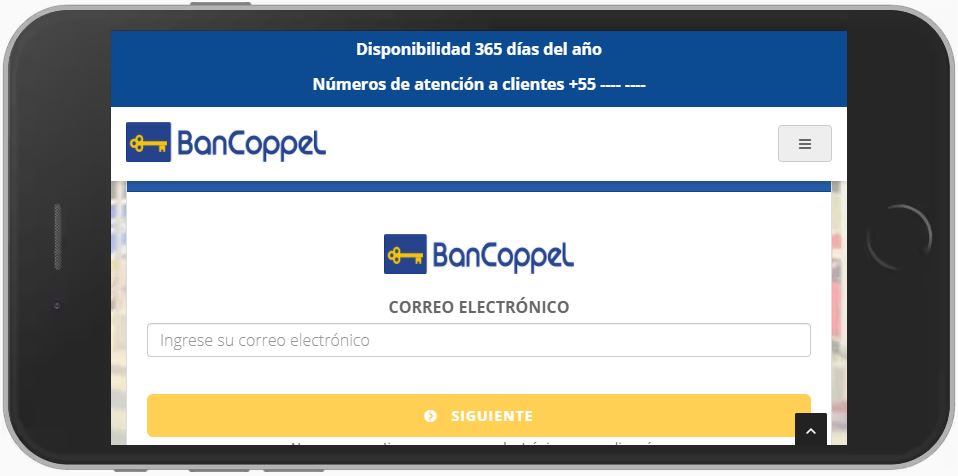 Disponibilidad 365 días del año
Números de atención a clientes +55 ---- ----
BanCoppel
BanCoppel
CORREO ELECTRÓNICO
Ingrese su correo electrónico
SIGUIENTE